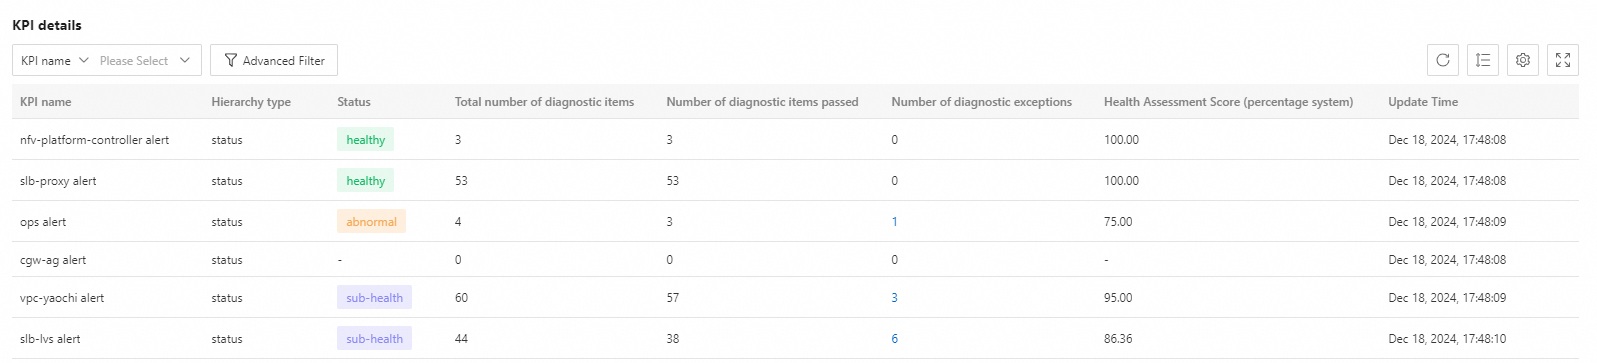 KPI details
KPI name Please Select Advanced Filter
KPI name Hierarchy type Status Total number of diagnostic items Number of diagnostic items passed Number of diagnostic exceptions Health Assessment Score (percentage system) Update Time
nfv-platform-controller alert status healthy 3 3 0 100.00 Dec 18, 2024, 17:48:08
slb-proxy alert status healthy 53 53 0 100.00 Dec 18, 2024, 17:48:08
ops alert status abnormal 4 3 1 75.00 Dec 18, 2024, 17:48:09
cgw-ag alert status - 0 0 0 - Dec 18, 2024, 17:48:08
vpc-yaochi alert status sub-health 60 57 3 95.00 Dec 18, 2024, 17:48:09
slb-lvs alert status sub-health 44 38 6 86.36 Dec 18, 2024, 17:48:10